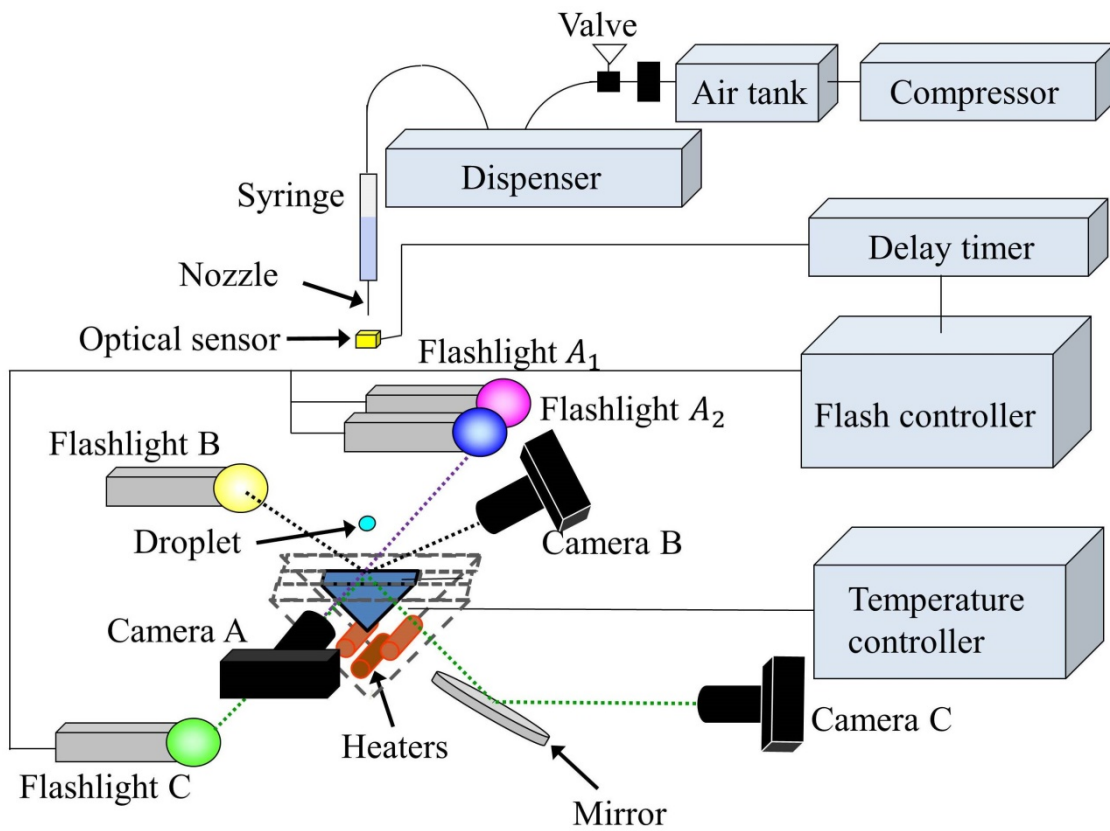 Valve
Air tank
Compressor
Dispenser
Syringe
Delay timer
Nozzle
Optical sensor
Flashlight A₁
Flashlight A₂
Flash controller
Flashlight B
Droplet
Camera B
Temperature
controller
Camera A
Camera C
Heaters
Flashlight C
Mirror